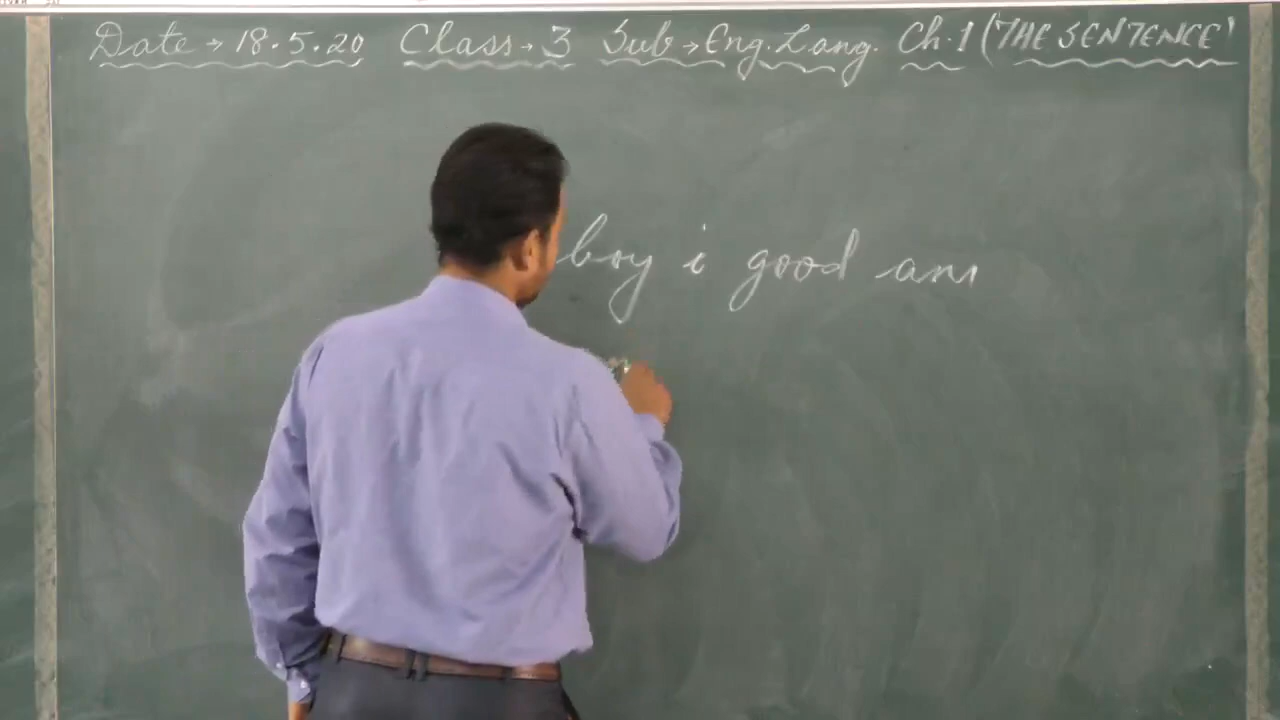 Date → 18.5.20 Class → 3 Sub → Eng. Lang. Ch. 1 ( THE SENTENCE'
boy i good am